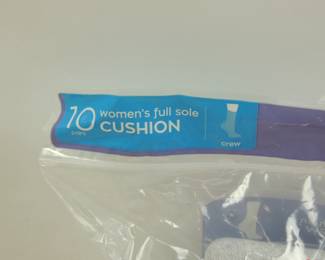 10
pairs
women's full sole
CUSHION
crew